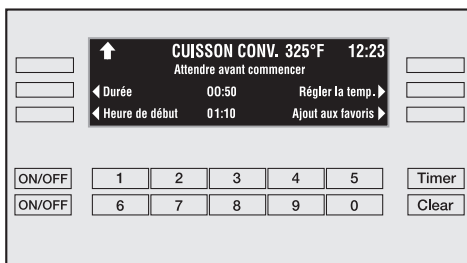 CUISSON CONV. 325°F 12:23
Attendre avant commencer
Durée 00:50 Régler la temp.
Heure de début 01:10 Ajout aux favoris
ON/OFF 1 2 3 4 5 Timer
ON/OFF 6 7 8 9 0 Clear